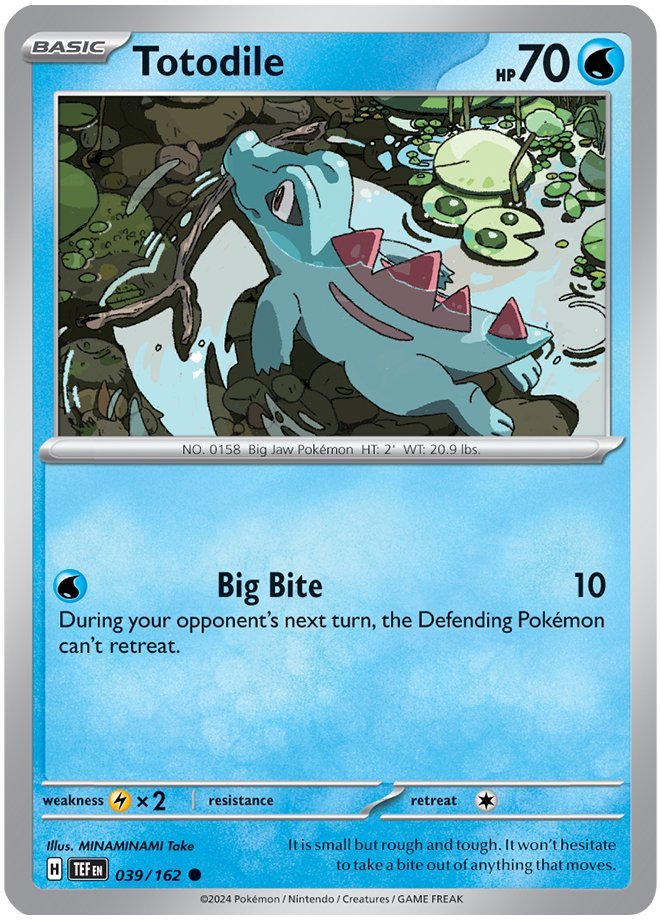 BASIC
Totodile
HP 70
NO. 0158 Big Jaw Pokémon HT: 2' WT: 20.9 lbs.
Big Bite 10
During your opponent's next turn, the Defending Pokémon
can't retreat.
weakness ×2 resistance retreat
Illus. MINAMINAMI Take
It is small but rough and tough. It won't hesitate
to take a bite out of anything that moves.
H TEF EN 039/162
©2024 Pokémon / Nintendo / Creatures / GAME FREAK